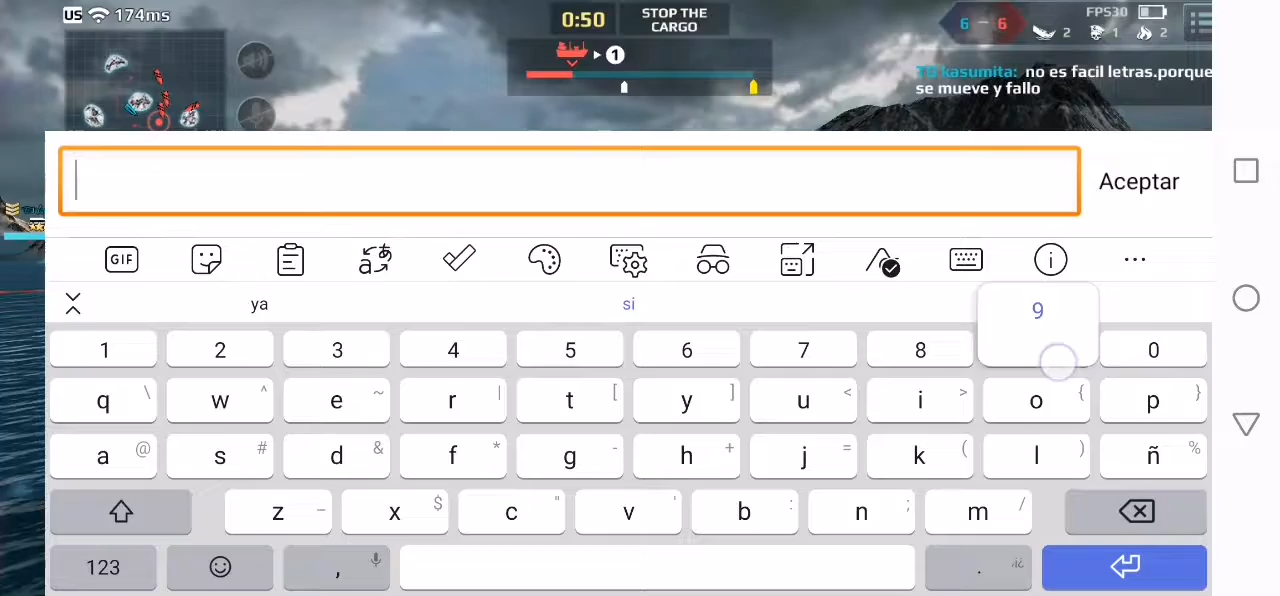 US 174ms
0:50
STOP THE
CARGO
1
6 – 6
FPS30
2 1 2
TU kasumita: no es facil letras.porque
se mueve y fallo
Aceptar
GIF
ya si
9
1 2 3 4 5 6 7 8 0
q \ w ^ e ~ r | t [ y ] u < i > o { p }
a @ s # d & f * g - h + j = k ( l ) ñ %
z _ x $ c " v ' b : n ; m /
123 , . ¡¿